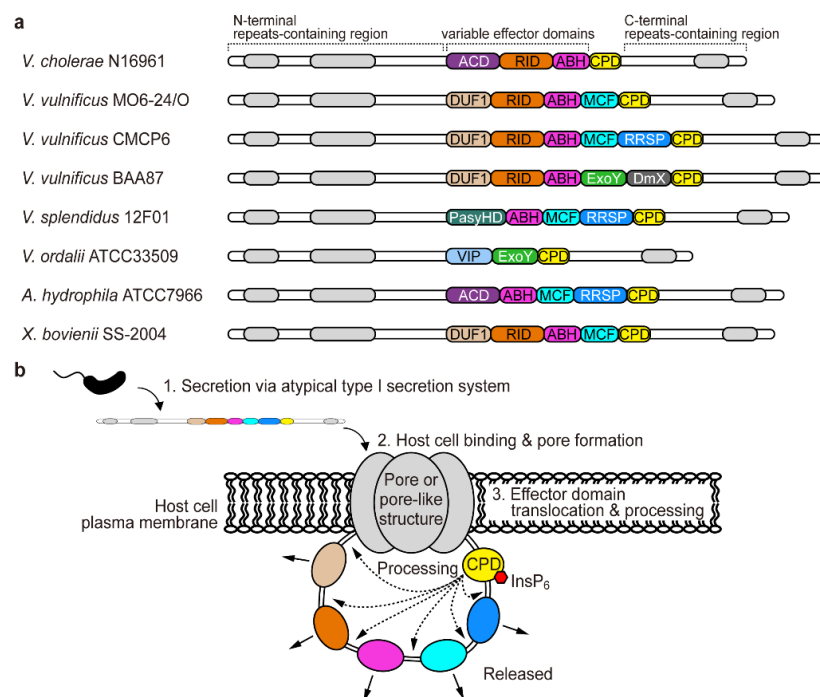 a
N-terminal
repeats-containing region
variable effector domains
C-terminal
repeats-containing region
V. cholerae N16961
ACD RID ABH CPD
V. vulnificus MO6-24/O
DUF1 RID ABH MCF CPD
V. vulnificus CMCP6
DUF1 RID ABH MCF RRSP CPD
V. vulnificus BAA87
DUF1 RID ABH ExoY DmX CPD
V. splendidus 12F01
PasyHD ABH MCF RRSP CPD
V. ordalii ATCC33509
VIP ExoY CPD
A. hydrophila ATCC7966
ACD ABH MCF RRSP CPD
X. bovienii SS-2004
DUF1 RID ABH MCF CPD
b
1. Secretion via atypical type I secretion system
2. Host cell binding & pore formation
Host cell
plasma membrane
Pore or
pore-like
structure
3. Effector domain
translocation & processing
Processing
CPD
InsP6
Released